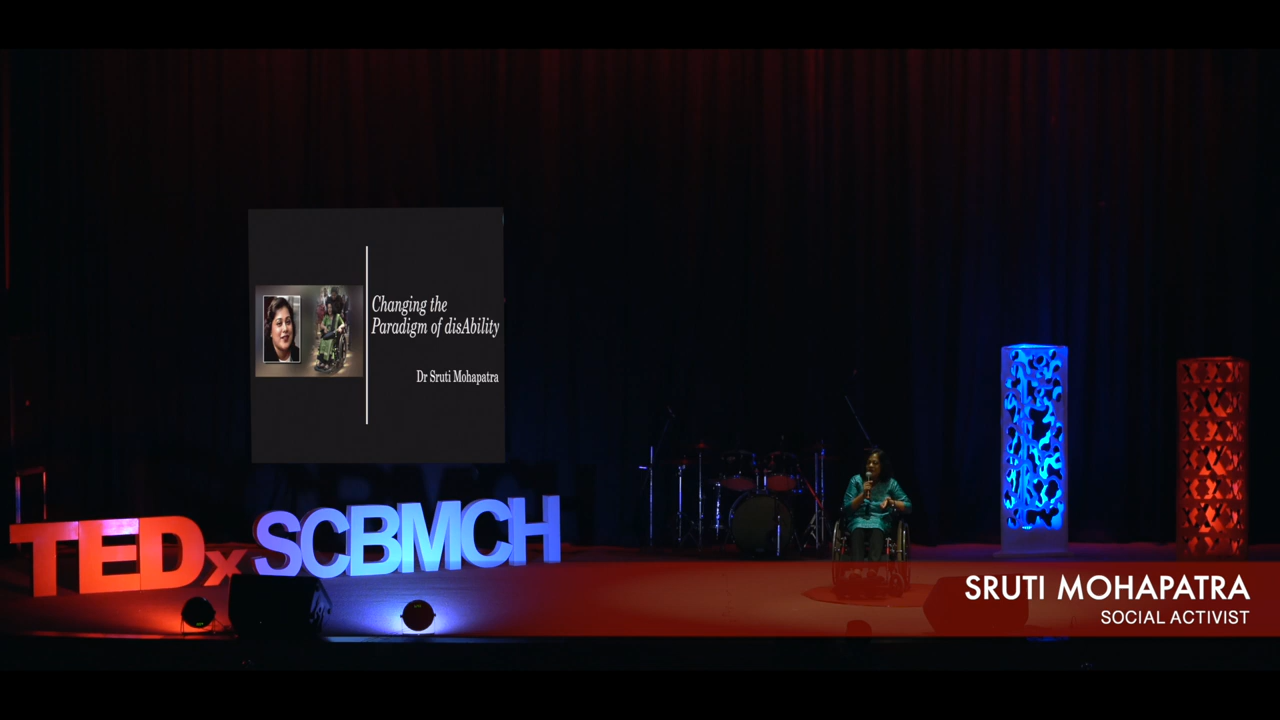 Changing the
Paradigm of disAbility
Dr Sruti Mohapatra
TEDx SCBMCH
SRUTI MOHAPATRA
SOCIAL ACTIVIST